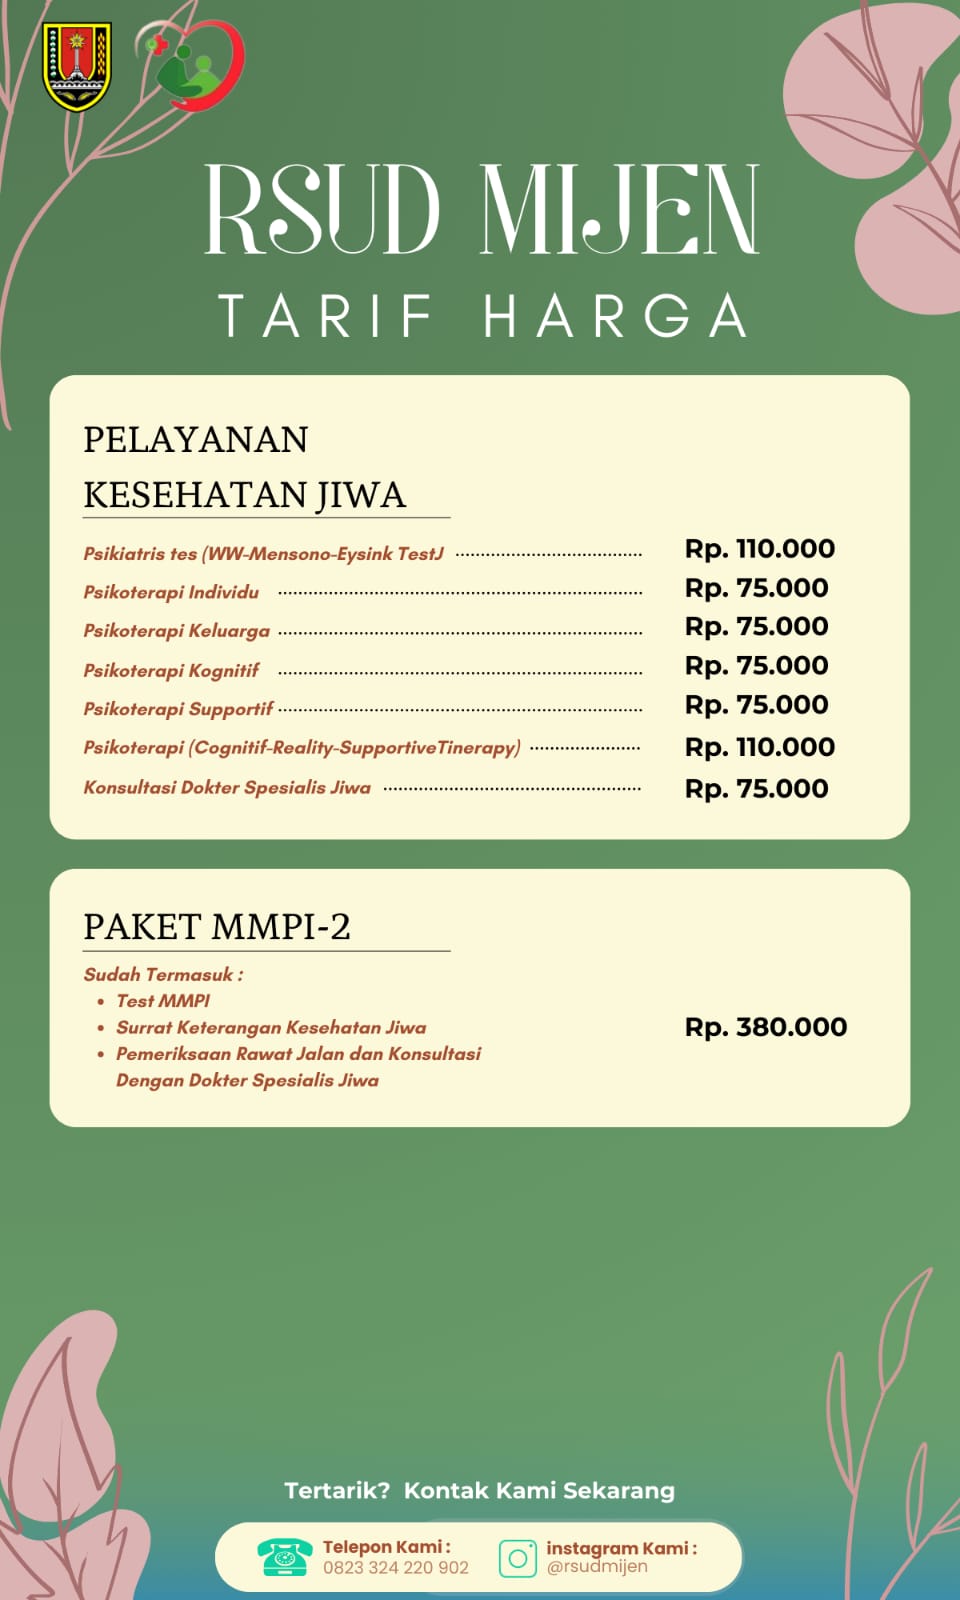 RSUD MIJEN
TARIF HARGA
PELAYANAN
KESEHATAN JIWA
Psikiatris tes (WW-Mensono-Eysink TestJ Rp. 110.000
Psikoterapi Individu Rp. 75.000
Psikoterapi Keluarga Rp. 75.000
Psikoterapi Kognitif Rp. 75.000
Psikoterapi Supportif Rp. 75.000
Psikoterapi (Cognitif-Reality-SupportiveTinerapy) Rp. 110.000
Konsultasi Dokter Spesialis Jiwa Rp. 75.000
PAKET MMPI-2
Sudah Termasuk :
• Test MMPI
• Surrat Keterangan Kesehatan Jiwa Rp. 380.000
• Pemeriksaan Rawat Jalan dan Konsultasi
Dengan Dokter Spesialis Jiwa
Tertarik? Kontak Kami Sekarang
Telepon Kami : instagram Kami :
0823 324 220 902 @rsudmijen